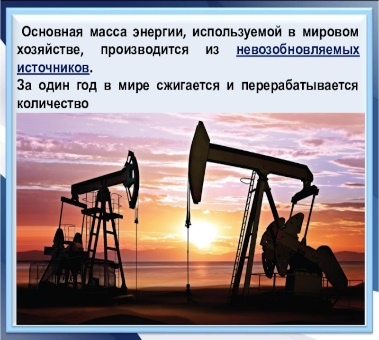 Основная масса энергии, используемой в мировом
хозяйстве, производится из невозобновляемых
источников.
За один год в мире сжигается и перерабатывается
количество